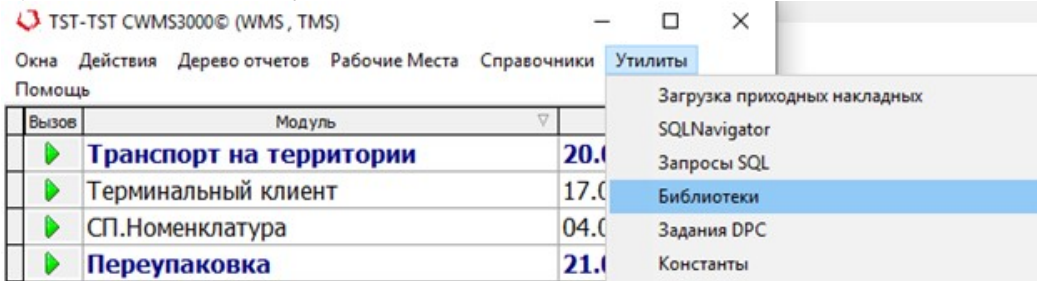 TST-TST CWMS3000© (WMS, TMS)
Окна Действия Дерево отчетов Рабочие Места Справочники Утилиты
Помощь
Вызов Модуль
Транспорт на территории 20.0
Терминальный клиент 17.0
СП.Номенклатура 04.0
Переупаковка 21.0
Загрузка приходных накладных
SQLNavigator
Запросы SQL
Библиотеки
Задания DPC
Константы